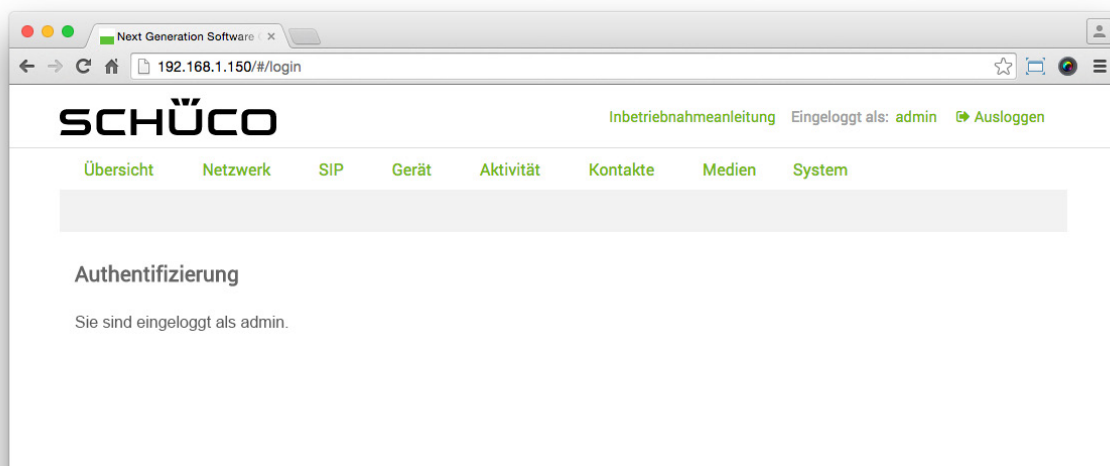 Next Generation Software
192.168.1.150/#/login
SCHÜCO
Inbetriebnahmeanleitung Eingeloggt als: admin Ausloggen
Übersicht Netzwerk SIP Gerät Aktivität Kontakte Medien System
Authentifizierung
Sie sind eingeloggt als admin.